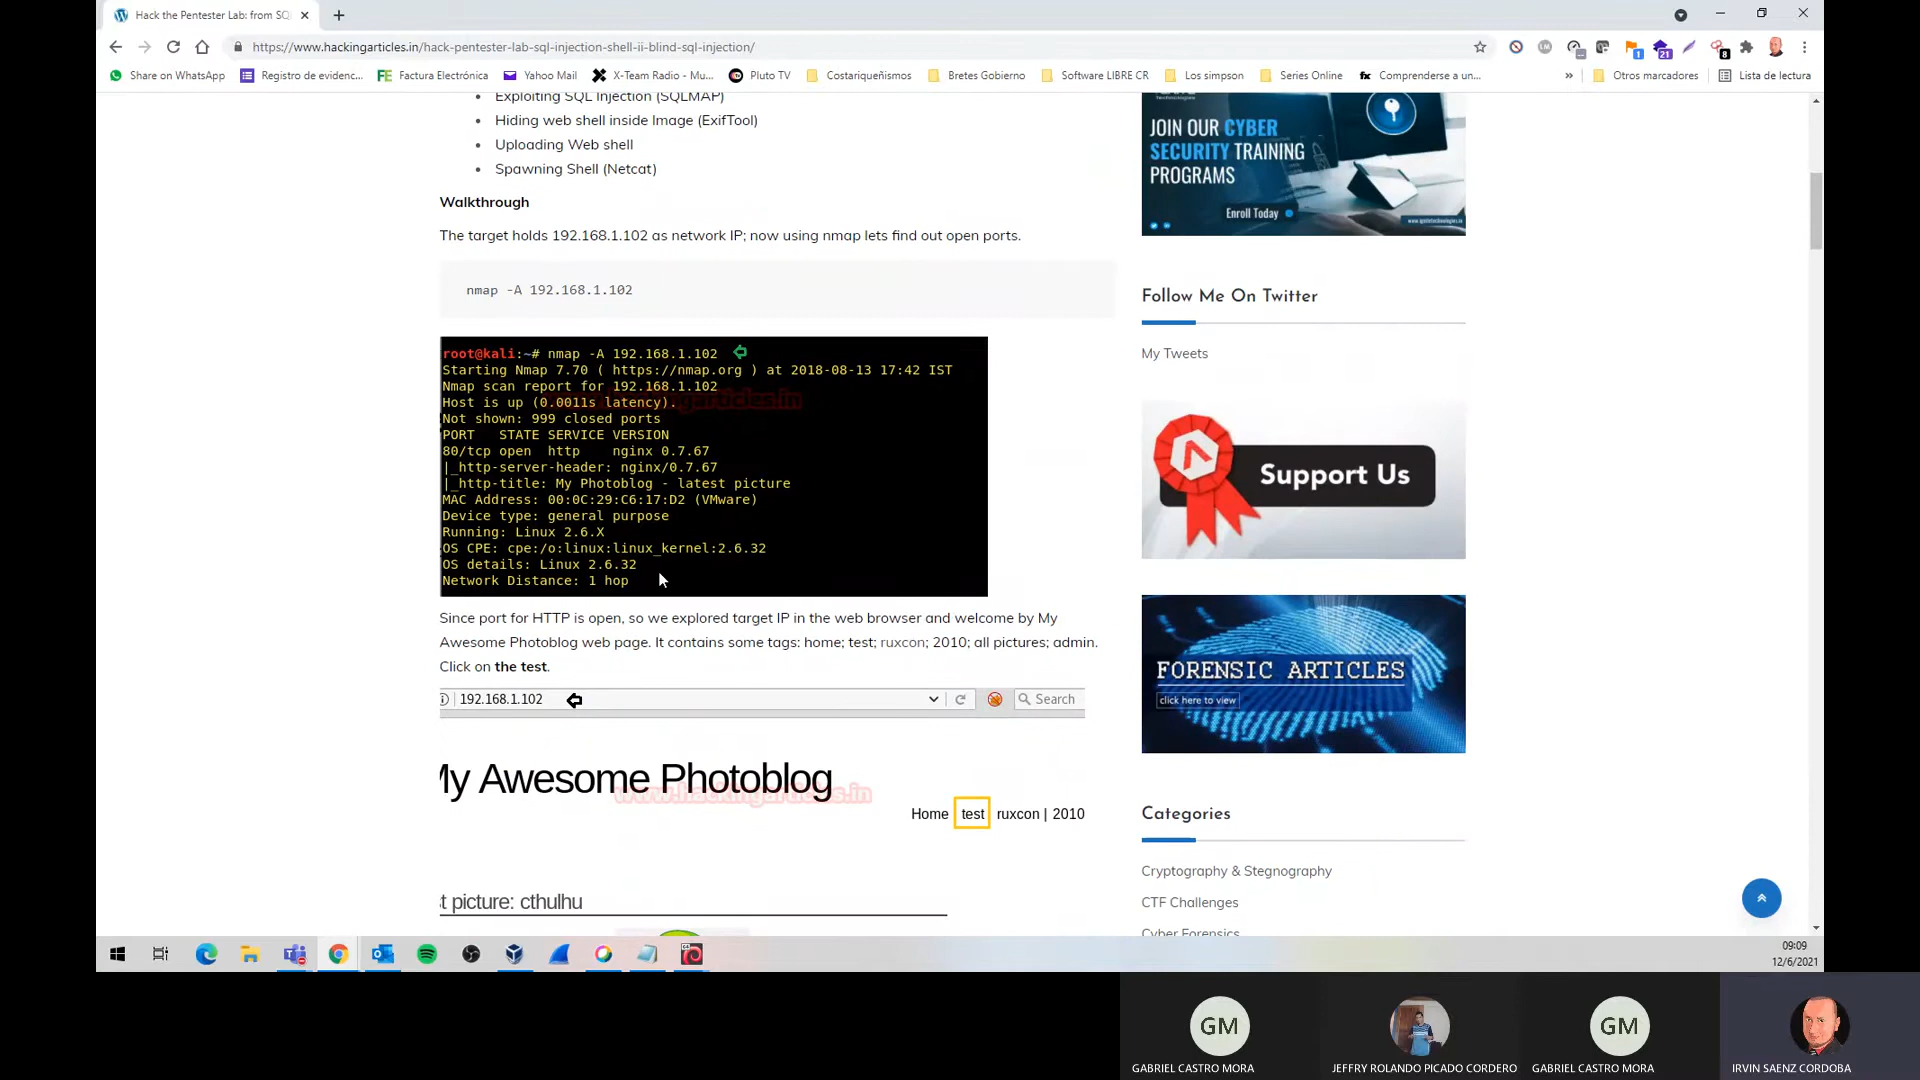 Hack the Pentester Lab: from SQ
https://www.hackingarticles.in/hack-pentester-lab-sql-injection-shell-ii-blind-sql-injection/
1
21
8
Share on WhatsApp
Registro de evidenc...
Factura Electrónica
Yahoo Mail
X-Team Radio - Mu...
Pluto TV
Costariqueñismos
Bretes Gobierno
Software LIBRE CR
Los simpson
Series Online
fx Comprenderse a un...
»
Otros marcadores
Lista de lectura
Exploiting SQL Injection (SQLMAP)
Hiding web shell inside Image (ExifTool)
Uploading Web shell
Spawning Shell (Netcat)
Walkthrough
The target holds 192.168.1.102 as network IP; now using nmap lets find out open ports.
nmap -A 192.168.1.102
root@kali:~# nmap -A 192.168.1.102
Starting Nmap 7.70 ( https://nmap.org ) at 2018-08-13 17:42 IST
Nmap scan report for 192.168.1.102
Host is up (0.0011s latency).
Not shown: 999 closed ports
PORT   STATE SERVICE VERSION
80/tcp open  http    nginx 0.7.67
|_http-server-header: nginx/0.7.67
|_http-title: My Photoblog - latest picture
MAC Address: 00:0C:29:C6:17:D2 (VMware)
Device type: general purpose
Running: Linux 2.6.X
OS CPE: cpe:/o:linux:linux_kernel:2.6.32
OS details: Linux 2.6.32
Network Distance: 1 hop
Since port for HTTP is open, so we explored target IP in the web browser and welcome by My
Awesome Photoblog web page. It contains some tags: home; test; ruxcon; 2010; all pictures; admin.
Click on the test.
192.168.1.102
Search
My Awesome Photoblog
www.hackingarticles.in
Home test ruxcon | 2010
t picture: cthulhu
JOIN OUR CYBER
SECURITY TRAINING
PROGRAMS
Enroll Today
Follow Me On Twitter
My Tweets
Support Us
FORENSIC ARTICLES
click here to view
Categories
Cryptography & Stegnography
CTF Challenges
Cyber Forensics
09:09
12/6/2021
GM
GM
GABRIEL CASTRO MORA
JEFFRY ROLANDO PICADO CORDERO
GABRIEL CASTRO MORA
IRVIN SAENZ CORDOBA